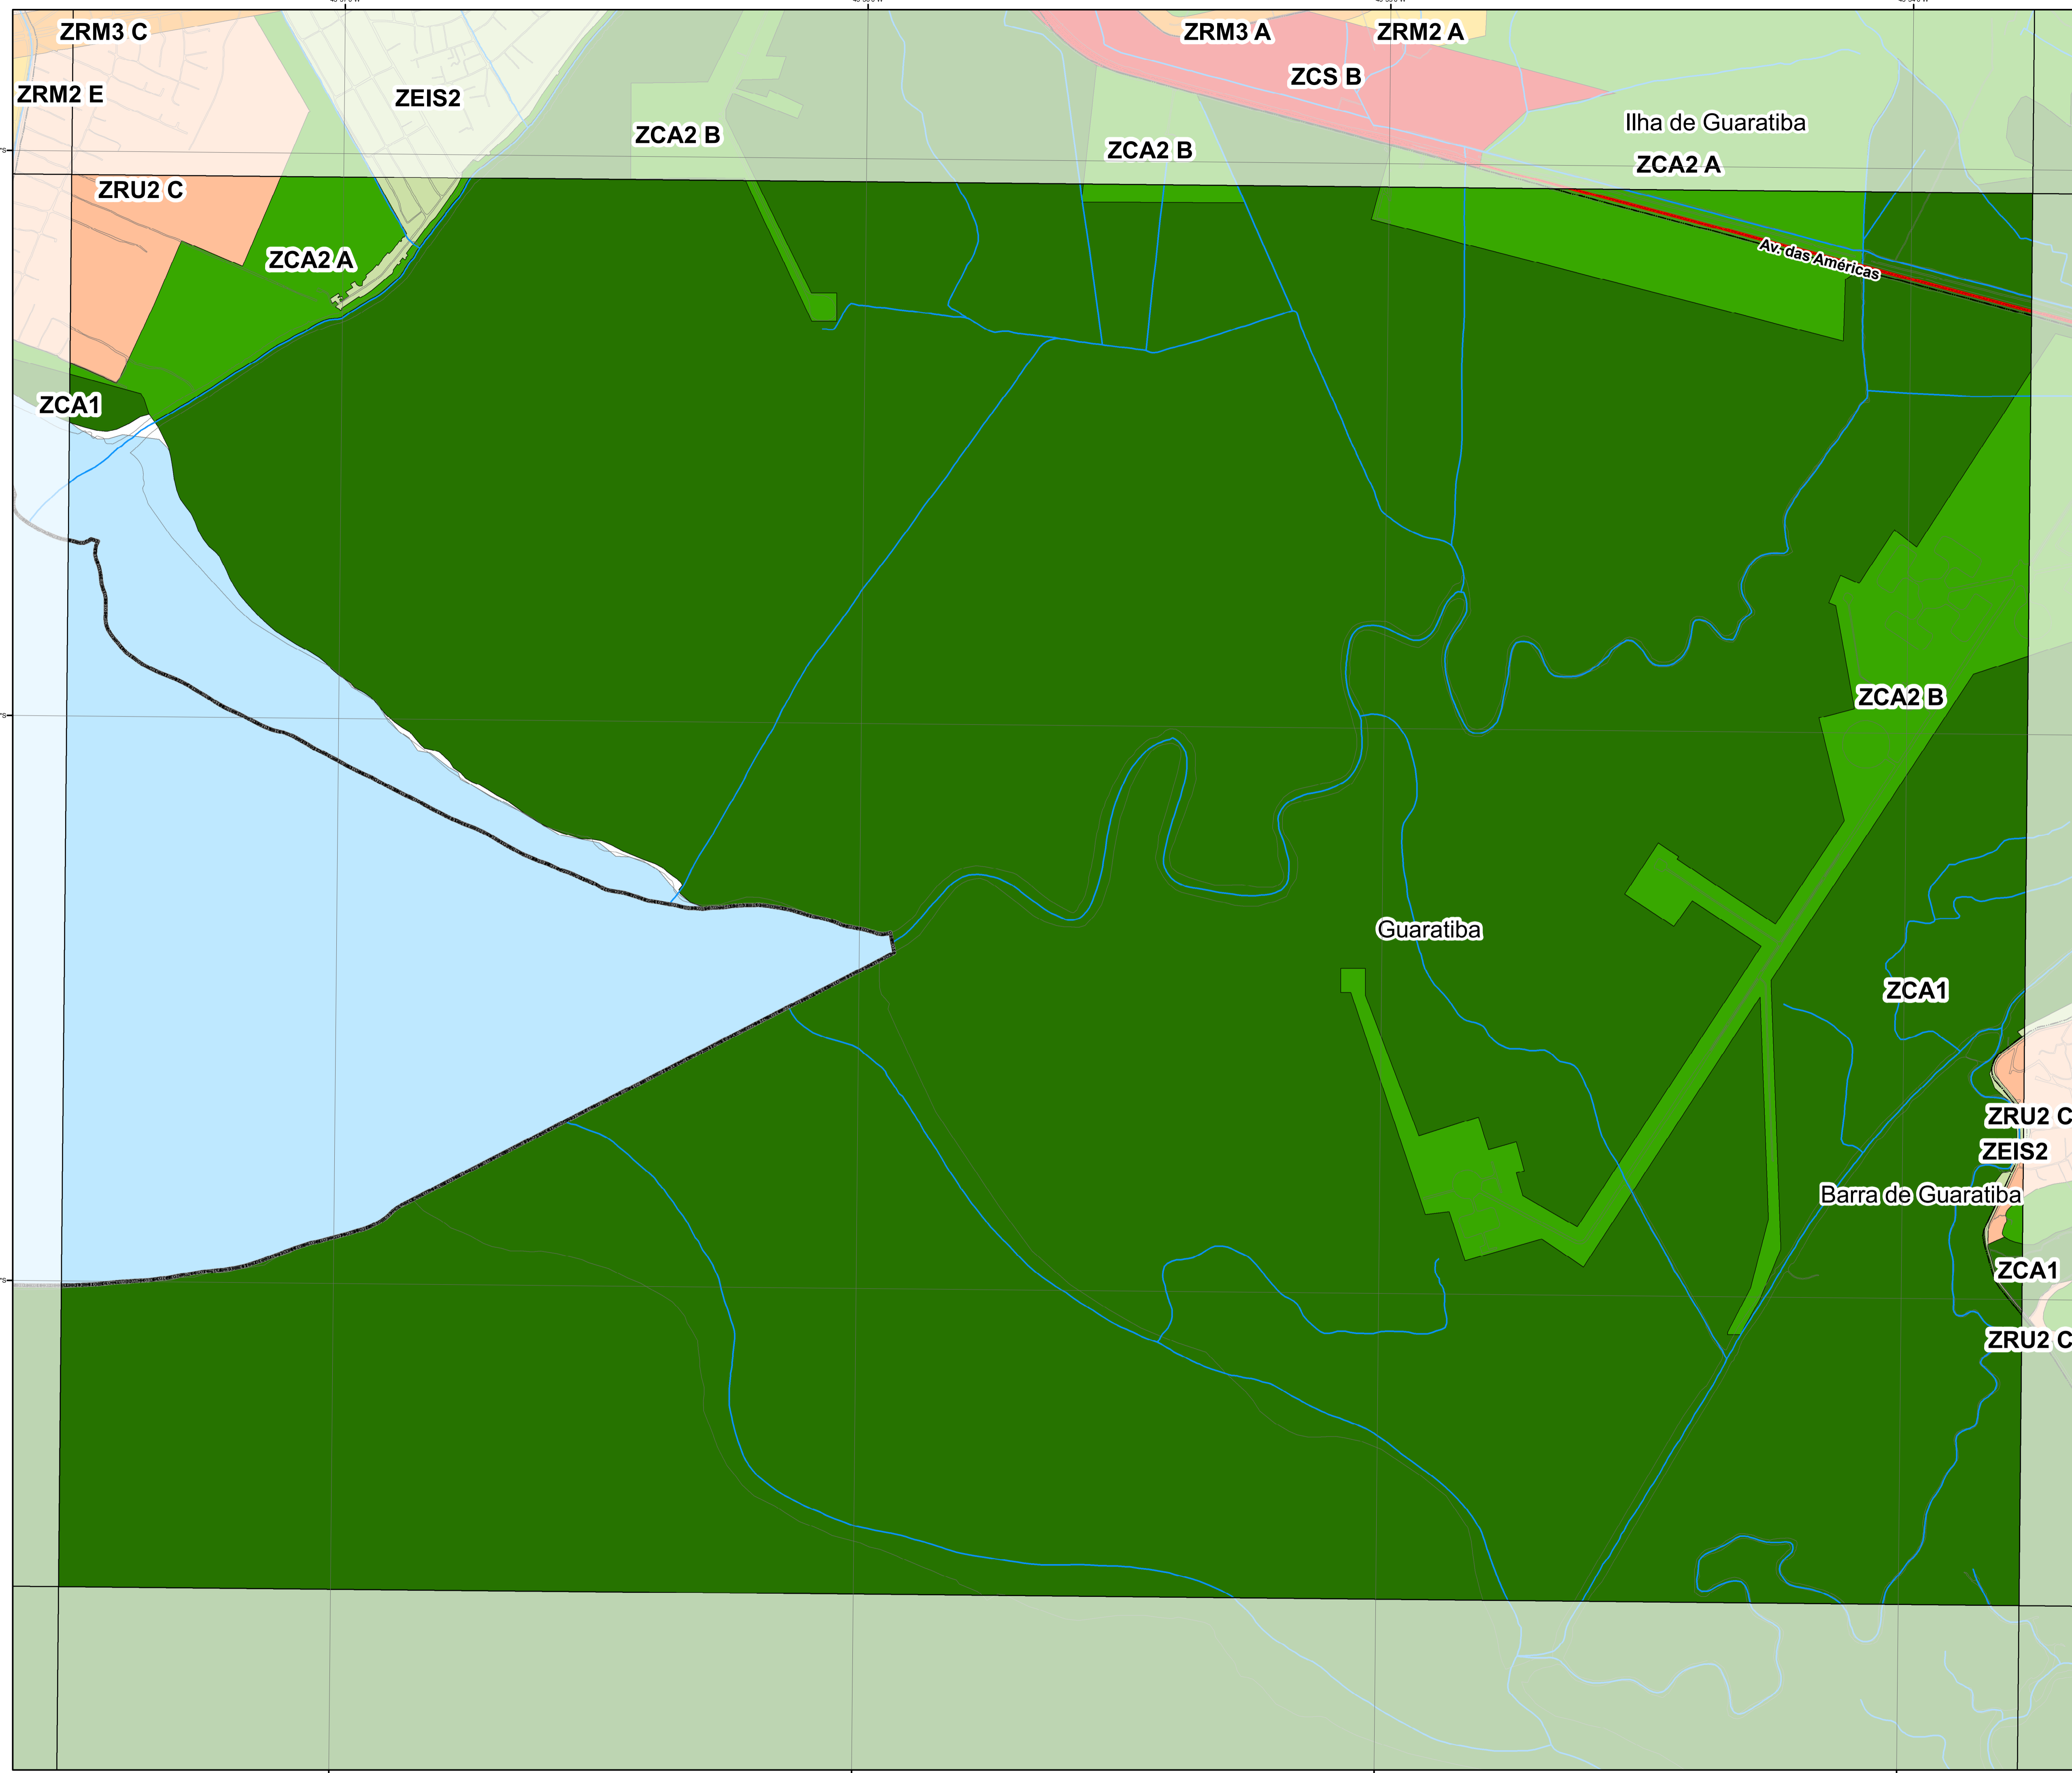 ZRM3 C
ZRM3 A
ZRM2 A
ZCS B
ZRM2 E
ZEIS2
Ilha de Guaratiba
ZCA2 B
ZCA2 B
ZCA2 A
ZRU2 C
ZCA2 A
Av. das Américas
ZCA1
ZCA2 B
Guaratiba
ZCA1
ZRU2 C
ZEIS2
Barra de Guaratiba
ZCA1
ZRU2 C